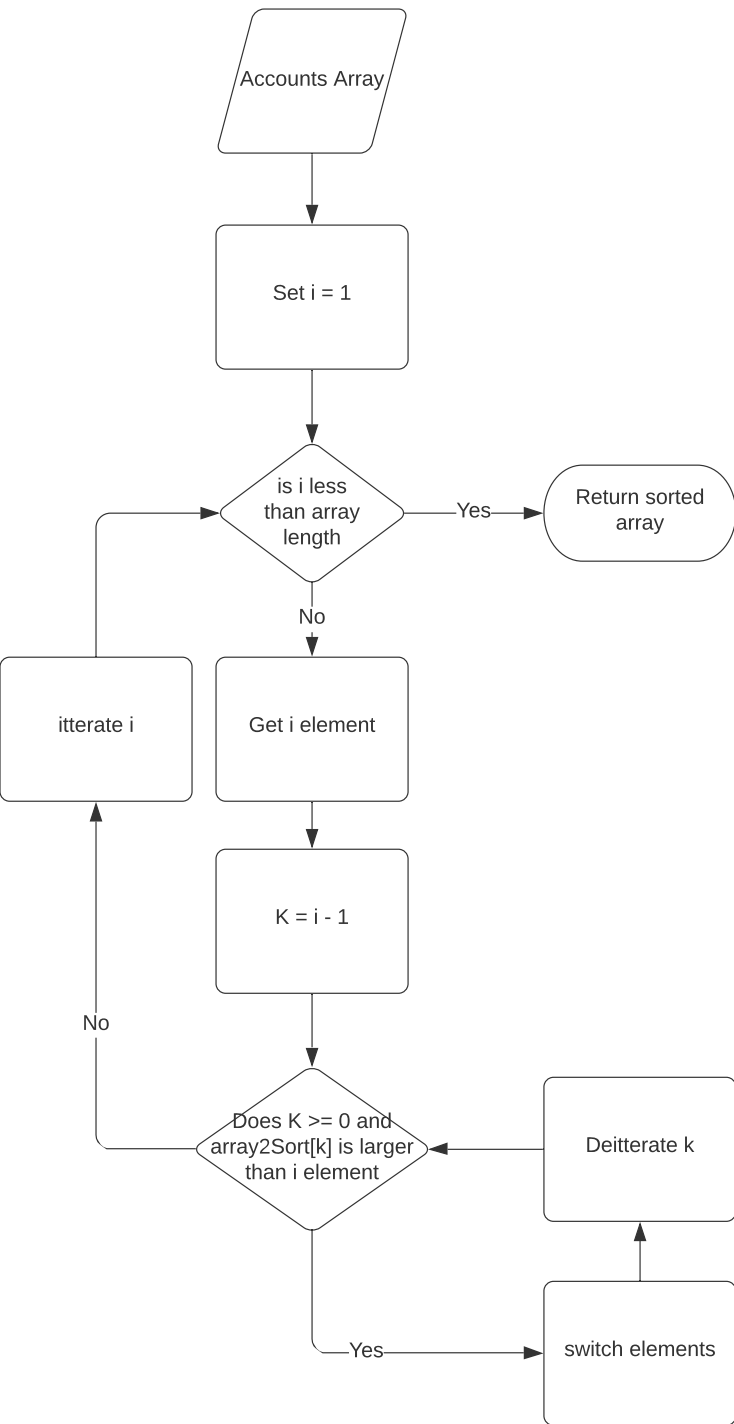 Accounts Array
Set i = 1
is i less
than array
length
Yes
Return sorted
array
No
itterate i
Get i element
K = i - 1
No
Does K >= 0 and
array2Sort[k] is larger
than i element
Deitterate k
Yes
switch elements